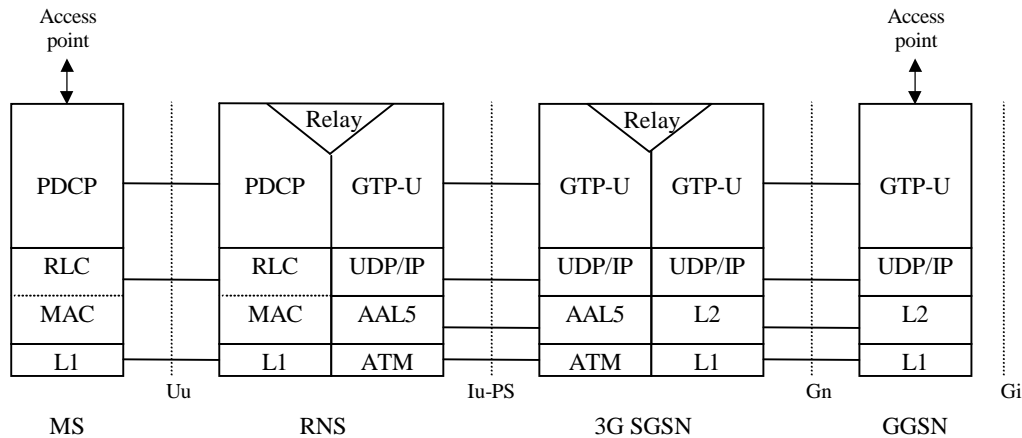 Access
point
Access
point
Relay
Relay
PDCP
PDCP
GTP-U
GTP-U
GTP-U
GTP-U
RLC
RLC
UDP/IP
UDP/IP
UDP/IP
UDP/IP
MAC
MAC
AAL5
AAL5
L2
L2
L1
L1
ATM
ATM
L1
L1
Uu
Iu-PS
Gn
Gi
MS
RNS
3G SGSN
GGSN